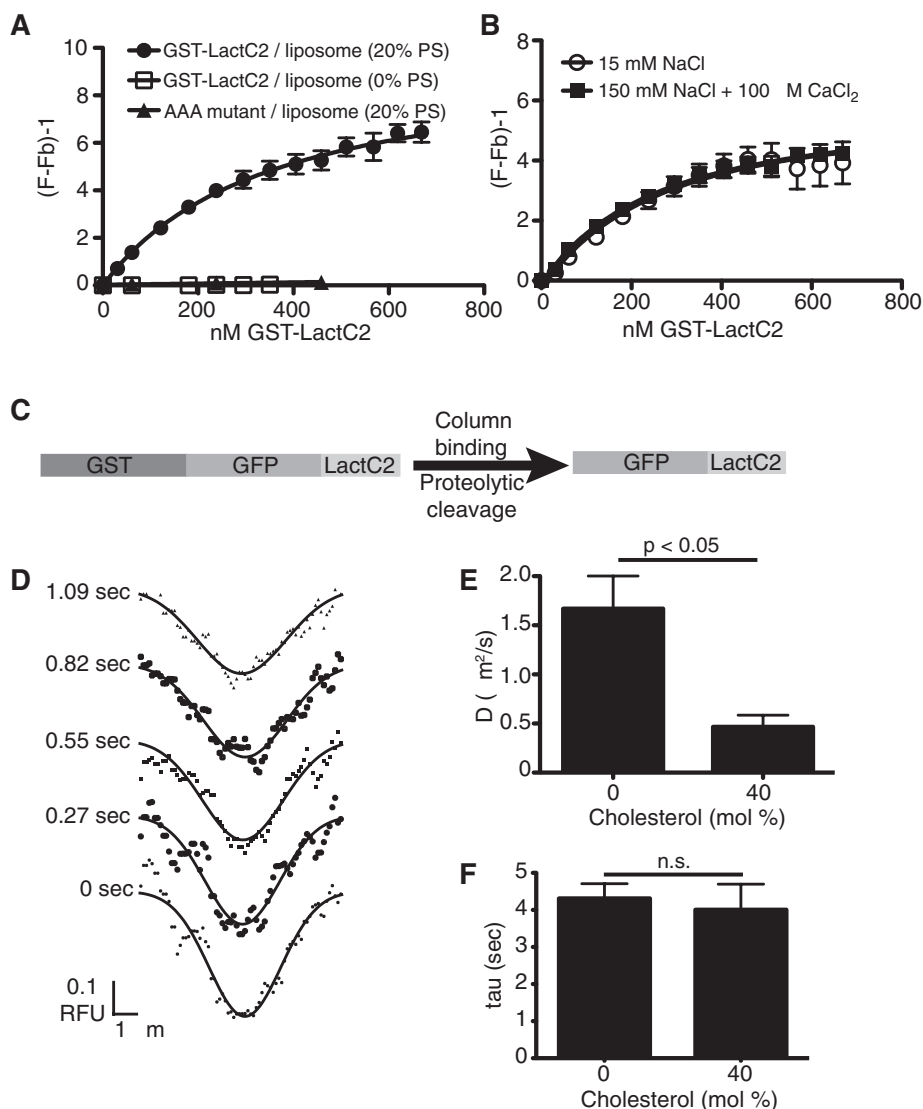 A
GST-LactC2 / liposome (20% PS)
GST-LactC2 / liposome (0% PS)
AAA mutant / liposome (20% PS)
(F-Fb)-1
10
8
6
4
2
0
0 200 400 600 800
nM GST-LactC2
B
15 mM NaCl
150 mM NaCl + 100 M CaCl₂
(F-Fb)-1
8
6
4
2
0
0 200 400 600 800
nM GST-LactC2
C
GST GFP LactC2
Column
binding
Proteolytic
cleavage
GFP LactC2
D
1.09 sec
0.82 sec
0.55 sec
0.27 sec
0 sec
0.1
RFU
1 m
E
p < 0.05
D ( m²/s)
2.0
1.5
1.0
0.5
0
0 40
Cholesterol (mol %)
F
n.s.
tau (sec)
5
4
3
2
1
0
0 40
Cholesterol (mol %)